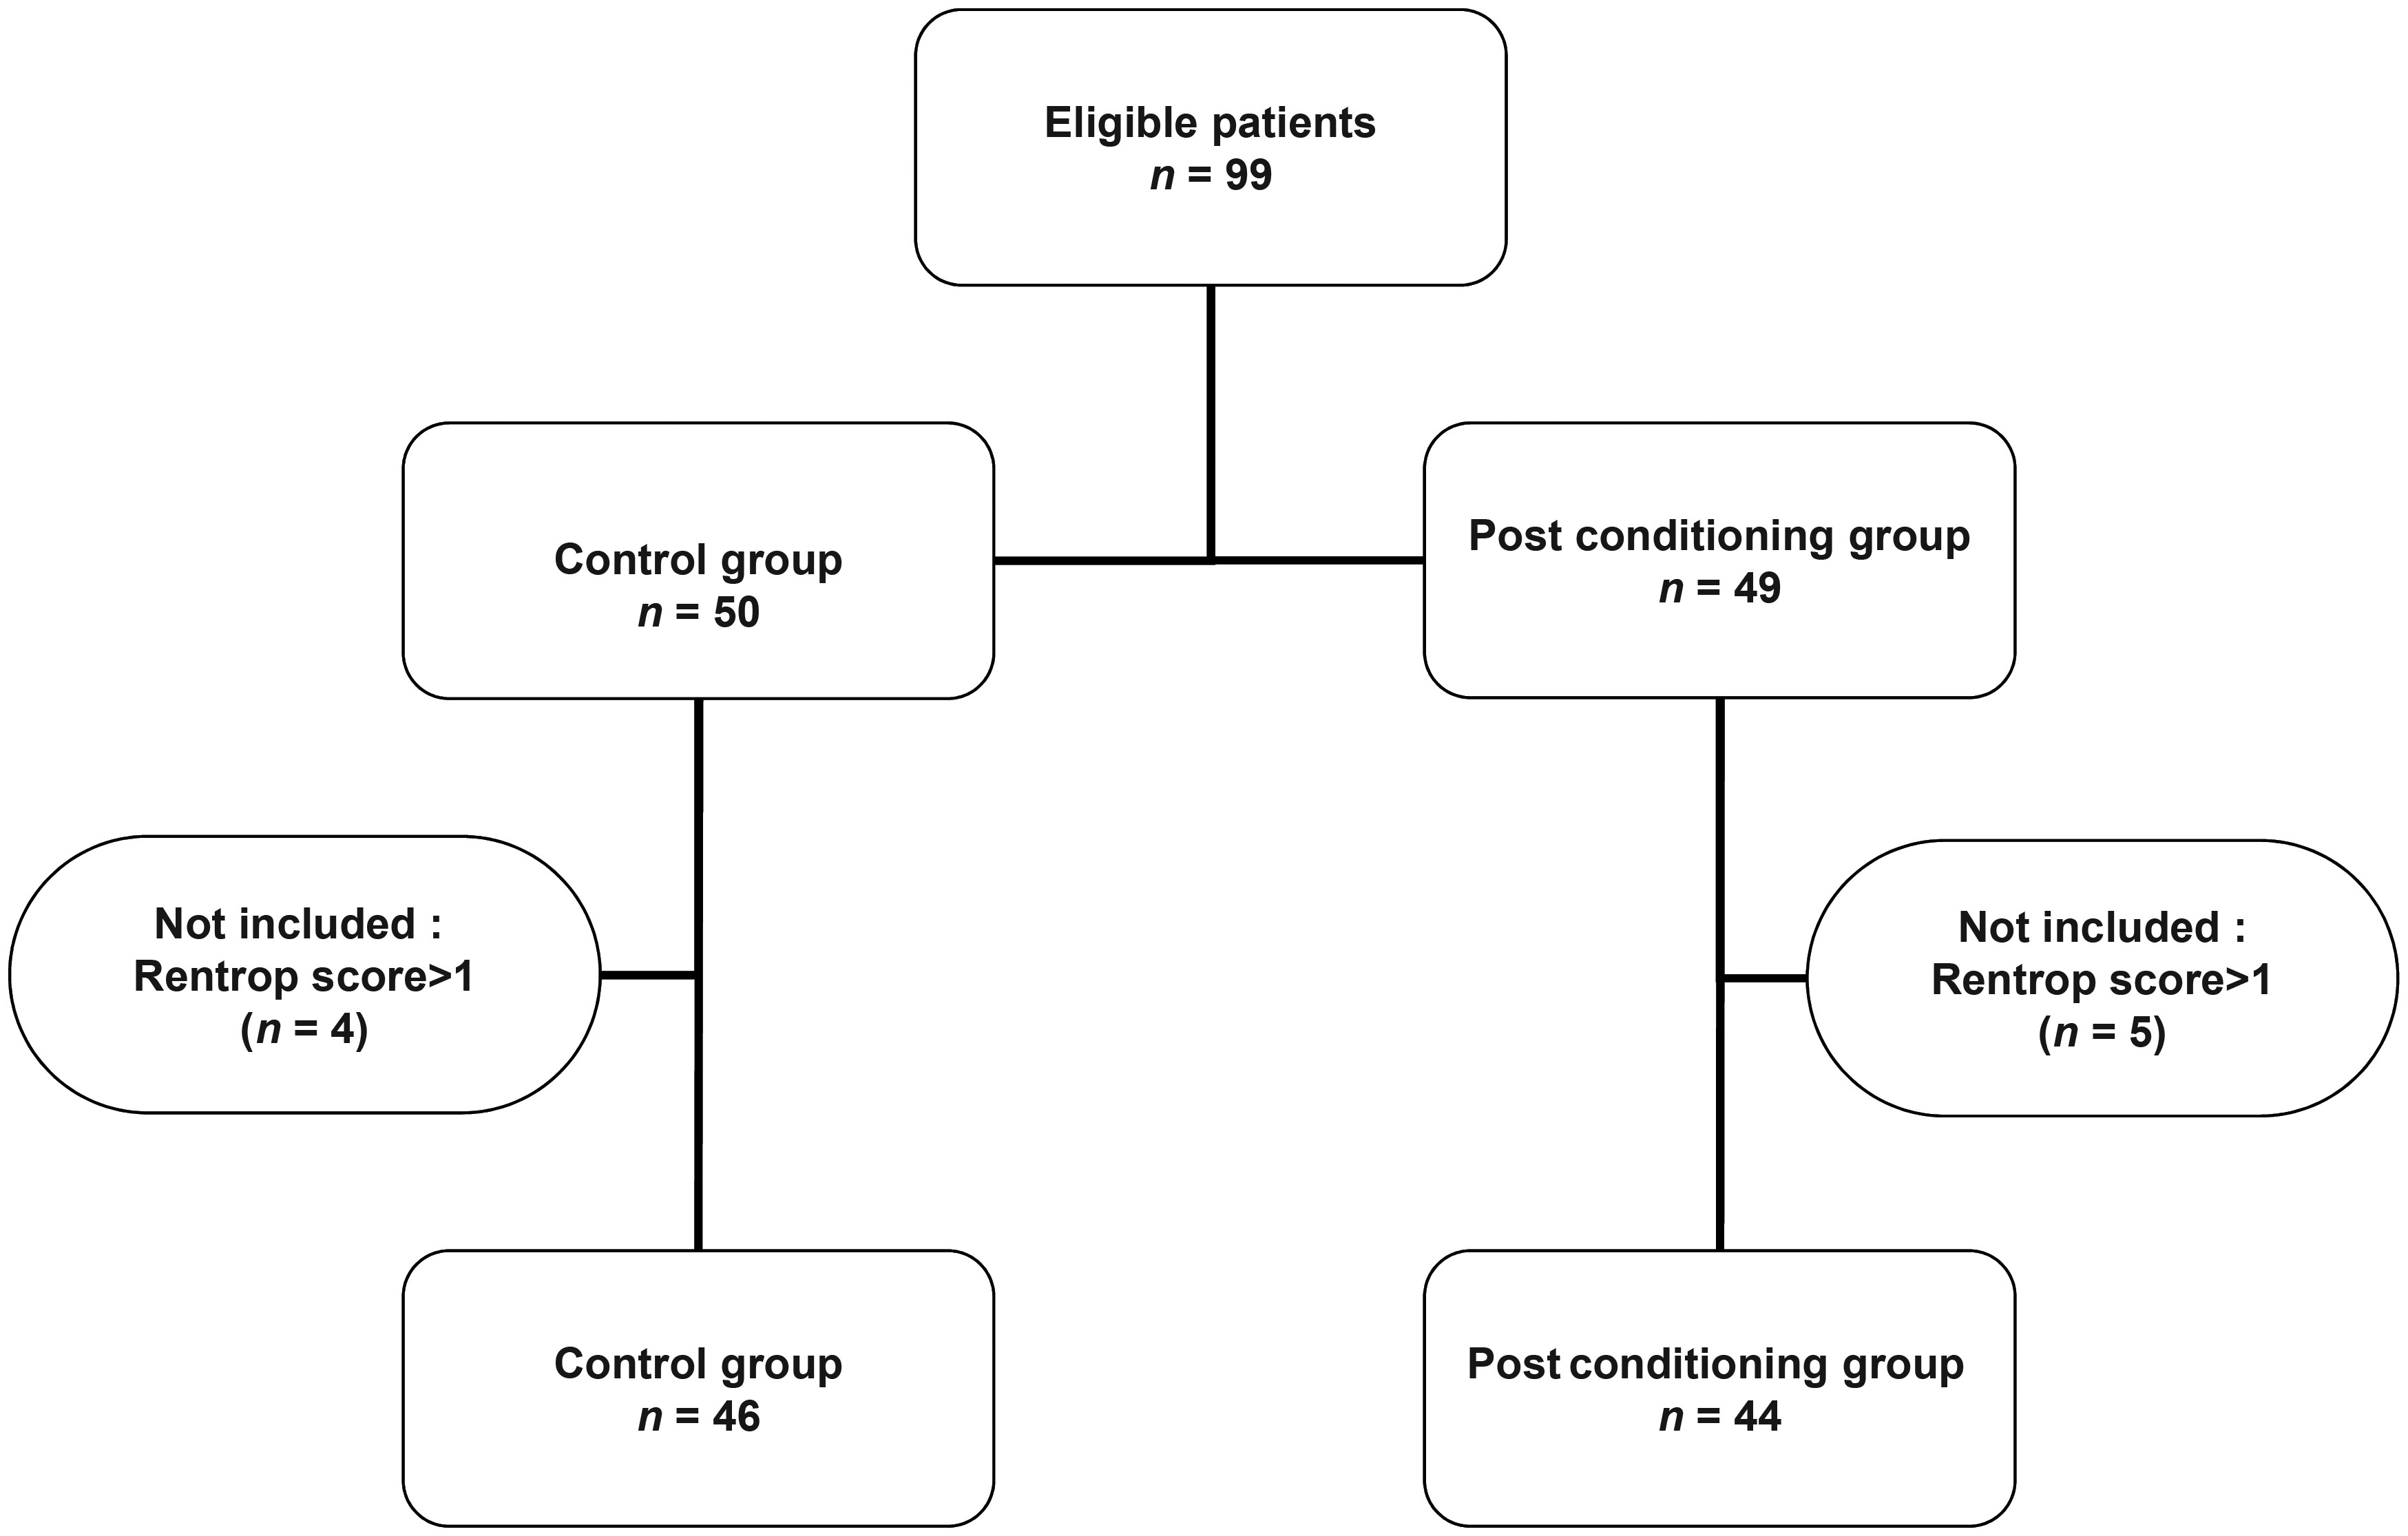 Eligible patients
n = 99
Control group
n = 50
Post conditioning group
n = 49
Not included :
Rentrop score>1
(n = 4)
Not included :
Rentrop score>1
(n = 5)
Control group
n = 46
Post conditioning group
n = 44